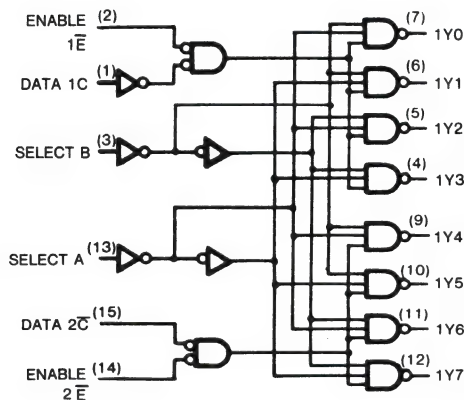 ENABLE (2)
1E̅
DATA 1C (1)
SELECT B (3)
SELECT A (13)
DATA 2C̅ (15)
ENABLE (14)
2E̅
(7) 1Y0
(6) 1Y1
(5) 1Y2
(4) 1Y3
(9) 1Y4
(10) 1Y5
(11) 1Y6
(12) 1Y7